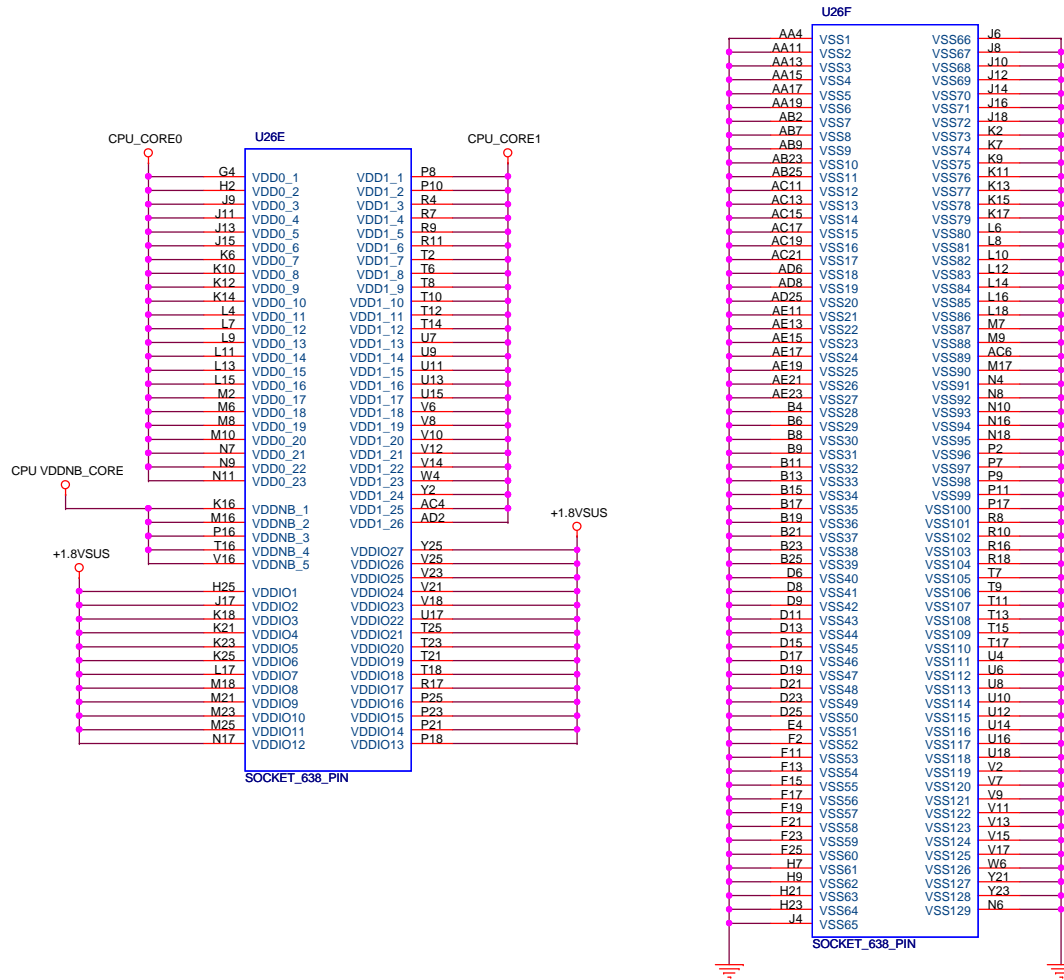 U26E
CPU_CORE0 CPU_CORE1
G4 VDD0_1 VDD1_1 P8
H2 VDD0_2 VDD1_2 P10
J9 VDD0_3 VDD1_3 R4
J11 VDD0_4 VDD1_4 R7
J13 VDD0_5 VDD1_5 R9
J15 VDD0_6 VDD1_6 R11
K6 VDD0_7 VDD1_7 T2
K10 VDD0_8 VDD1_8 T6
K12 VDD0_9 VDD1_9 T8
K14 VDD0_10 VDD1_10 T10
L4 VDD0_11 VDD1_11 T12
L7 VDD0_12 VDD1_12 T14
L9 VDD0_13 VDD1_13 U7
L11 VDD0_14 VDD1_14 U9
L13 VDD0_15 VDD1_15 U11
L15 VDD0_16 VDD1_16 U13
M2 VDD0_17 VDD1_17 U15
M6 VDD0_18 VDD1_18 V6
M8 VDD0_19 VDD1_19 V8
M10 VDD0_20 VDD1_20 V10
N7 VDD0_21 VDD1_21 V12
N9 VDD0_22 VDD1_22 V14
N11 VDD0_23 VDD1_23 W4
CPU VDDNB_CORE
VDD1_24 Y2
K16 VDDNB_1 VDD1_25 AC4
M16 VDDNB_2 VDD1_26 AD2
+1.8VSUS
P16 VDDNB_3
T16 VDDNB_4 VDDIO27 Y25
V16 VDDNB_5 VDDIO26 V25
+1.8VSUS
VDDIO25 V23
H25 VDDIO1 VDDIO24 V21
J17 VDDIO2 VDDIO23 V18
K18 VDDIO3 VDDIO22 U17
K21 VDDIO4 VDDIO21 T25
K23 VDDIO5 VDDIO20 T23
K25 VDDIO6 VDDIO19 T21
L17 VDDIO7 VDDIO18 T18
M18 VDDIO8 VDDIO17 R17
M21 VDDIO9 VDDIO16 P25
M23 VDDIO10 VDDIO15 P23
M25 VDDIO11 VDDIO14 P21
N17 VDDIO12 VDDIO13 P18
SOCKET_638_PIN
U26F
AA4 VSS1 VSS66 J6
AA11 VSS2 VSS67 J8
AA13 VSS3 VSS68 J10
AA15 VSS4 VSS69 J12
AA17 VSS5 VSS70 J14
AA19 VSS6 VSS71 J16
AB2 VSS7 VSS72 J18
AB7 VSS8 VSS73 K2
AB9 VSS9 VSS74 K7
AB23 VSS10 VSS75 K9
AB25 VSS11 VSS76 K11
AC11 VSS12 VSS77 K13
AC13 VSS13 VSS78 K15
AC15 VSS14 VSS79 K17
AC17 VSS15 VSS80 L6
AC19 VSS16 VSS81 L8
AC21 VSS17 VSS82 L10
AD6 VSS18 VSS83 L12
AD8 VSS19 VSS84 L14
AD25 VSS20 VSS85 L16
AE11 VSS21 VSS86 L18
AE13 VSS22 VSS87 M7
AE15 VSS23 VSS88 M9
AE17 VSS24 VSS89 AC6
AE19 VSS25 VSS90 M17
AE21 VSS26 VSS91 N4
AE23 VSS27 VSS92 N8
B4 VSS28 VSS93 N10
B6 VSS29 VSS94 N16
B8 VSS30 VSS95 N18
B9 VSS31 VSS96 P2
B11 VSS32 VSS97 P7
B13 VSS33 VSS98 P9
B15 VSS34 VSS99 P11
B17 VSS35 VSS100 P17
B19 VSS36 VSS101 R8
B21 VSS37 VSS102 R10
B23 VSS38 VSS103 R16
B25 VSS39 VSS104 R18
D6 VSS40 VSS105 T7
D8 VSS41 VSS106 T9
D9 VSS42 VSS107 T11
D11 VSS43 VSS108 T13
D13 VSS44 VSS109 T15
D15 VSS45 VSS110 T17
D17 VSS46 VSS111 U4
D19 VSS47 VSS112 U6
D21 VSS48 VSS113 U8
D23 VSS49 VSS114 U10
D25 VSS50 VSS115 U12
E4 VSS51 VSS116 U14
F2 VSS52 VSS117 U16
F11 VSS53 VSS118 U18
F13 VSS54 VSS119 V2
F15 VSS55 VSS120 V7
F17 VSS56 VSS121 V9
F19 VSS57 VSS122 V11
F21 VSS58 VSS123 V13
F23 VSS59 VSS124 V15
F25 VSS60 VSS125 V17
H7 VSS61 VSS126 W6
H9 VSS62 VSS127 Y21
H21 VSS63 VSS128 Y23
H23 VSS64 VSS129 N6
J4 VSS65
SOCKET_638_PIN